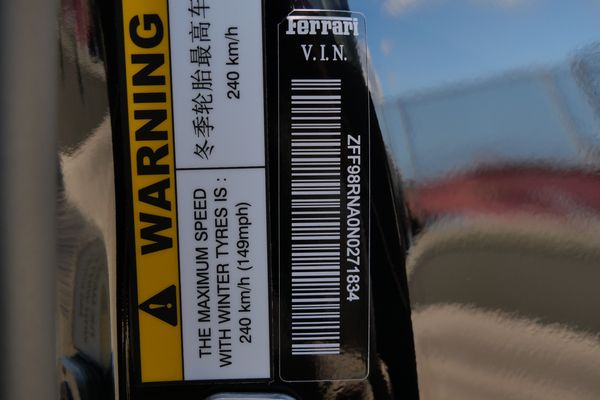 WARNING
冬季轮胎最高车
240 km/h
THE MAXIMUM SPEED
WITH WINTER TYRES IS :
240 km/h (149mph)
Ferrari
V.I.N.
ZFF98RNA0N0271834